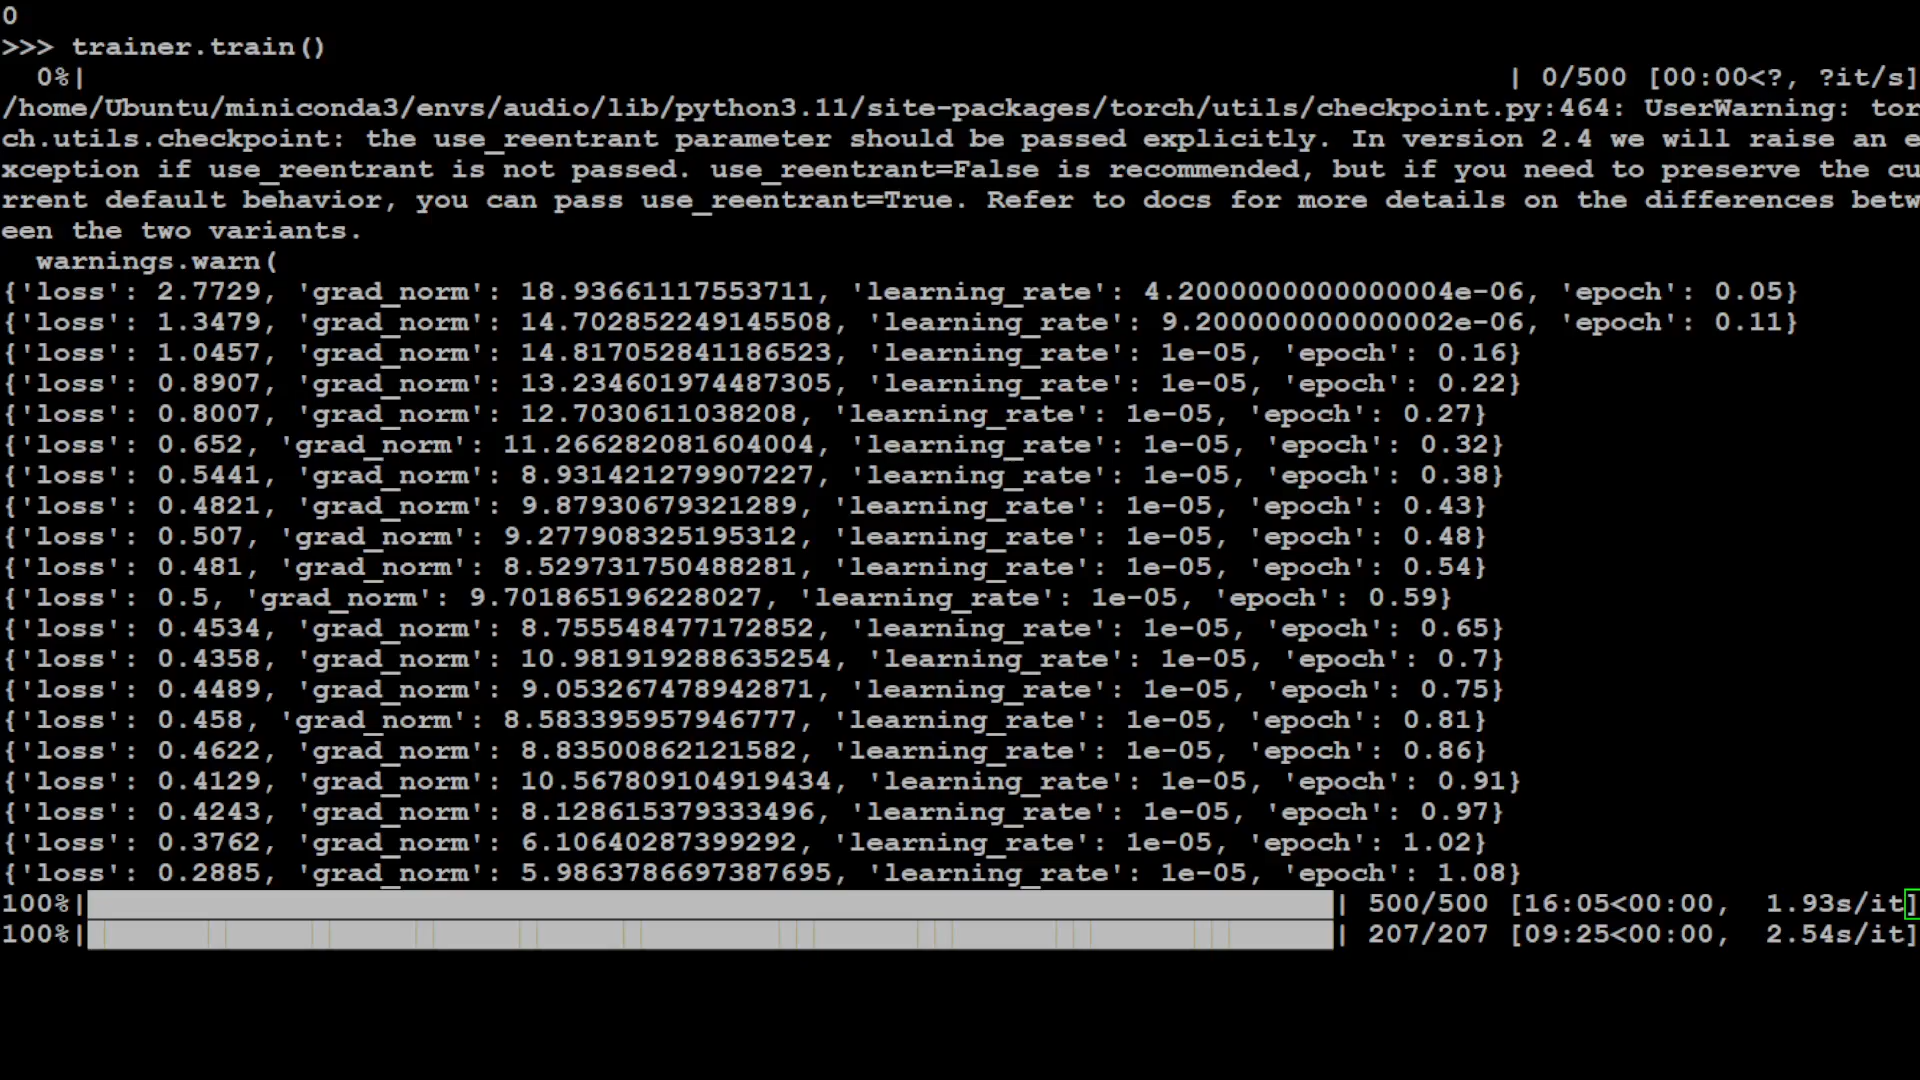 0
>>> trainer.train()
0%| | 0/500 [00:00<?, ?it/s]
/home/Ubuntu/miniconda3/envs/audio/lib/python3.11/site-packages/torch/utils/checkpoint.py:464: UserWarning: tor
ch.utils.checkpoint: the use_reentrant parameter should be passed explicitly. In version 2.4 we will raise an e
xception if use_reentrant is not passed. use_reentrant=False is recommended, but if you need to preserve the cu
rrent default behavior, you can pass use_reentrant=True. Refer to docs for more details on the differences betw
een the two variants.
warnings.warn(
{'loss': 2.7729, 'grad_norm': 18.93661117553711, 'learning_rate': 4.2000000000000004e-06, 'epoch': 0.05}
{'loss': 1.3479, 'grad_norm': 14.702852249145508, 'learning_rate': 9.200000000000002e-06, 'epoch': 0.11}
{'loss': 1.0457, 'grad_norm': 14.817052841186523, 'learning_rate': 1e-05, 'epoch': 0.16}
{'loss': 0.8907, 'grad_norm': 13.234601974487305, 'learning_rate': 1e-05, 'epoch': 0.22}
{'loss': 0.8007, 'grad_norm': 12.7030611038208, 'learning_rate': 1e-05, 'epoch': 0.27}
{'loss': 0.652, 'grad_norm': 11.266282081604004, 'learning_rate': 1e-05, 'epoch': 0.32}
{'loss': 0.5441, 'grad_norm': 8.931421279907227, 'learning_rate': 1e-05, 'epoch': 0.38}
{'loss': 0.4821, 'grad_norm': 9.87930679321289, 'learning_rate': 1e-05, 'epoch': 0.43}
{'loss': 0.507, 'grad_norm': 9.277908325195312, 'learning_rate': 1e-05, 'epoch': 0.48}
{'loss': 0.481, 'grad_norm': 8.529731750488281, 'learning_rate': 1e-05, 'epoch': 0.54}
{'loss': 0.5, 'grad_norm': 9.701865196228027, 'learning_rate': 1e-05, 'epoch': 0.59}
{'loss': 0.4534, 'grad_norm': 8.755548477172852, 'learning_rate': 1e-05, 'epoch': 0.65}
{'loss': 0.4358, 'grad_norm': 10.981919288635254, 'learning_rate': 1e-05, 'epoch': 0.7}
{'loss': 0.4489, 'grad_norm': 9.053267478942871, 'learning_rate': 1e-05, 'epoch': 0.75}
{'loss': 0.458, 'grad_norm': 8.583395957946777, 'learning_rate': 1e-05, 'epoch': 0.81}
{'loss': 0.4622, 'grad_norm': 8.83500862121582, 'learning_rate': 1e-05, 'epoch': 0.86}
{'loss': 0.4129, 'grad_norm': 10.567809104919434, 'learning_rate': 1e-05, 'epoch': 0.91}
{'loss': 0.4243, 'grad_norm': 8.128615379333496, 'learning_rate': 1e-05, 'epoch': 0.97}
{'loss': 0.3762, 'grad_norm': 6.10640287399292, 'learning_rate': 1e-05, 'epoch': 1.02}
{'loss': 0.2885, 'grad_norm': 5.9863786697387695, 'learning_rate': 1e-05, 'epoch': 1.08}
100%| | 500/500 [16:05<00:00, 1.93s/it]
100%| | 207/207 [09:25<00:00, 2.54s/it]